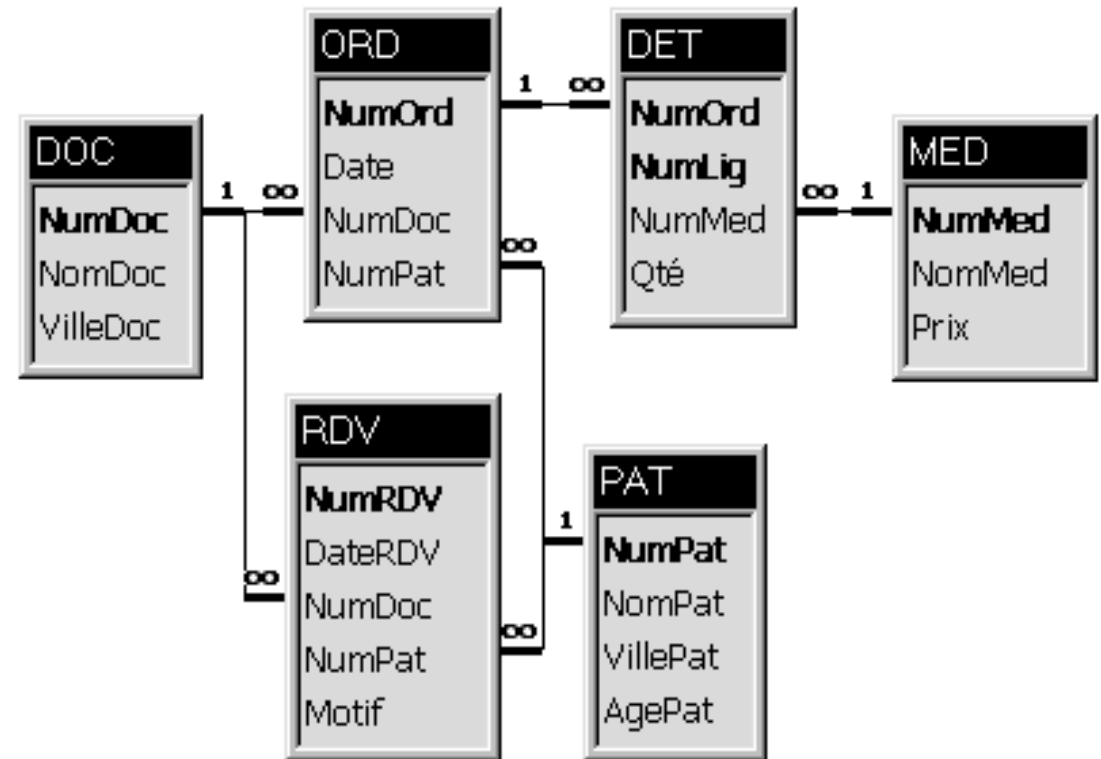 ORD
NumOrd
Date
NumDoc
NumPat
DET
NumOrd
NumLig
NumMed
Qté
DOC
NumDoc
NomDoc
VilleDoc
MED
NumMed
NomMed
Prix
RDV
NumRDV
DateRDV
NumDoc
NumPat
Motif
PAT
NumPat
NomPat
VillePat
AgePat
1 ∞
1 ∞
∞ 1
∞
∞
1
∞